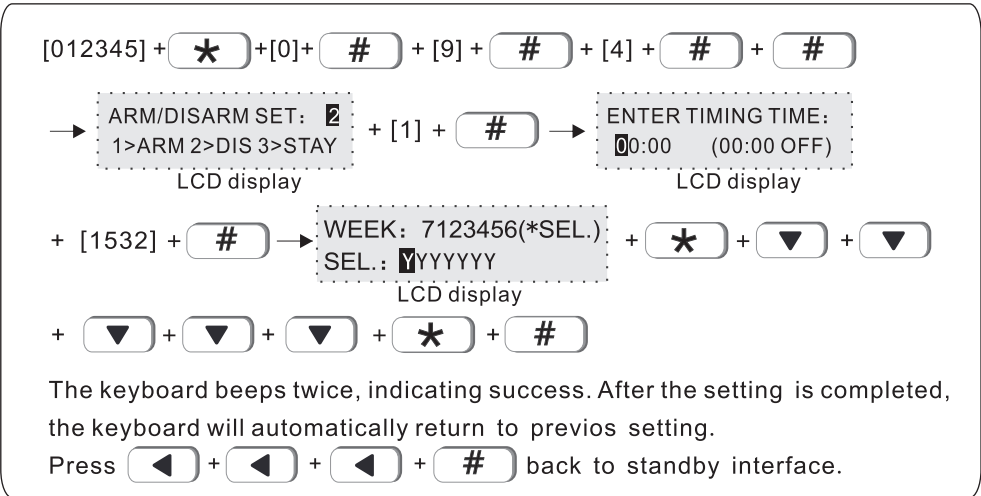 [012345] + * +[0]+ # + [9] + # + [4] + # + #
→ ARM/DISARM SET: 2 + [1] + # → ENTER TIMING TIME:
1>ARM 2>DIS 3>STAY 00:00 (00:00 OFF)
LCD display LCD display
+ [1532] + # → WEEK: 7123456(*SEL.) + * + ▼ + ▼
SEL.: YYYYYYY
LCD display
+ ▼ + ▼ + ▼ + * + #
The keyboard beeps twice, indicating success. After the setting is completed,
the keyboard will automatically return to previos setting.
Press ◀ + ◀ + ◀ + # back to standby interface.